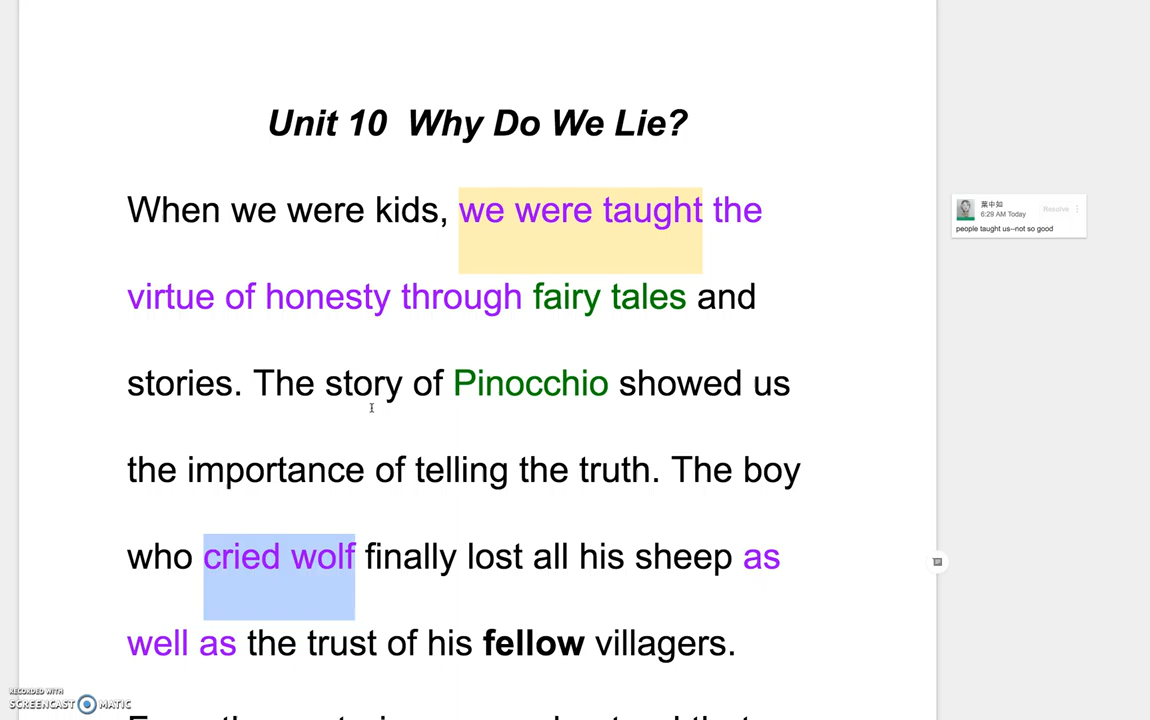 Unit 10  Why Do We Lie?
When we were kids, we were taught the
virtue of honesty through fairy tales and
stories. The story of Pinocchio showed us
the importance of telling the truth. The boy
who cried wolf finally lost all his sheep as
well as the trust of his fellow villagers.
葉中如
6:29 AM Today
Resolve
people taught us--not so good
RECORDED WITH
SCREENCAST MATIC